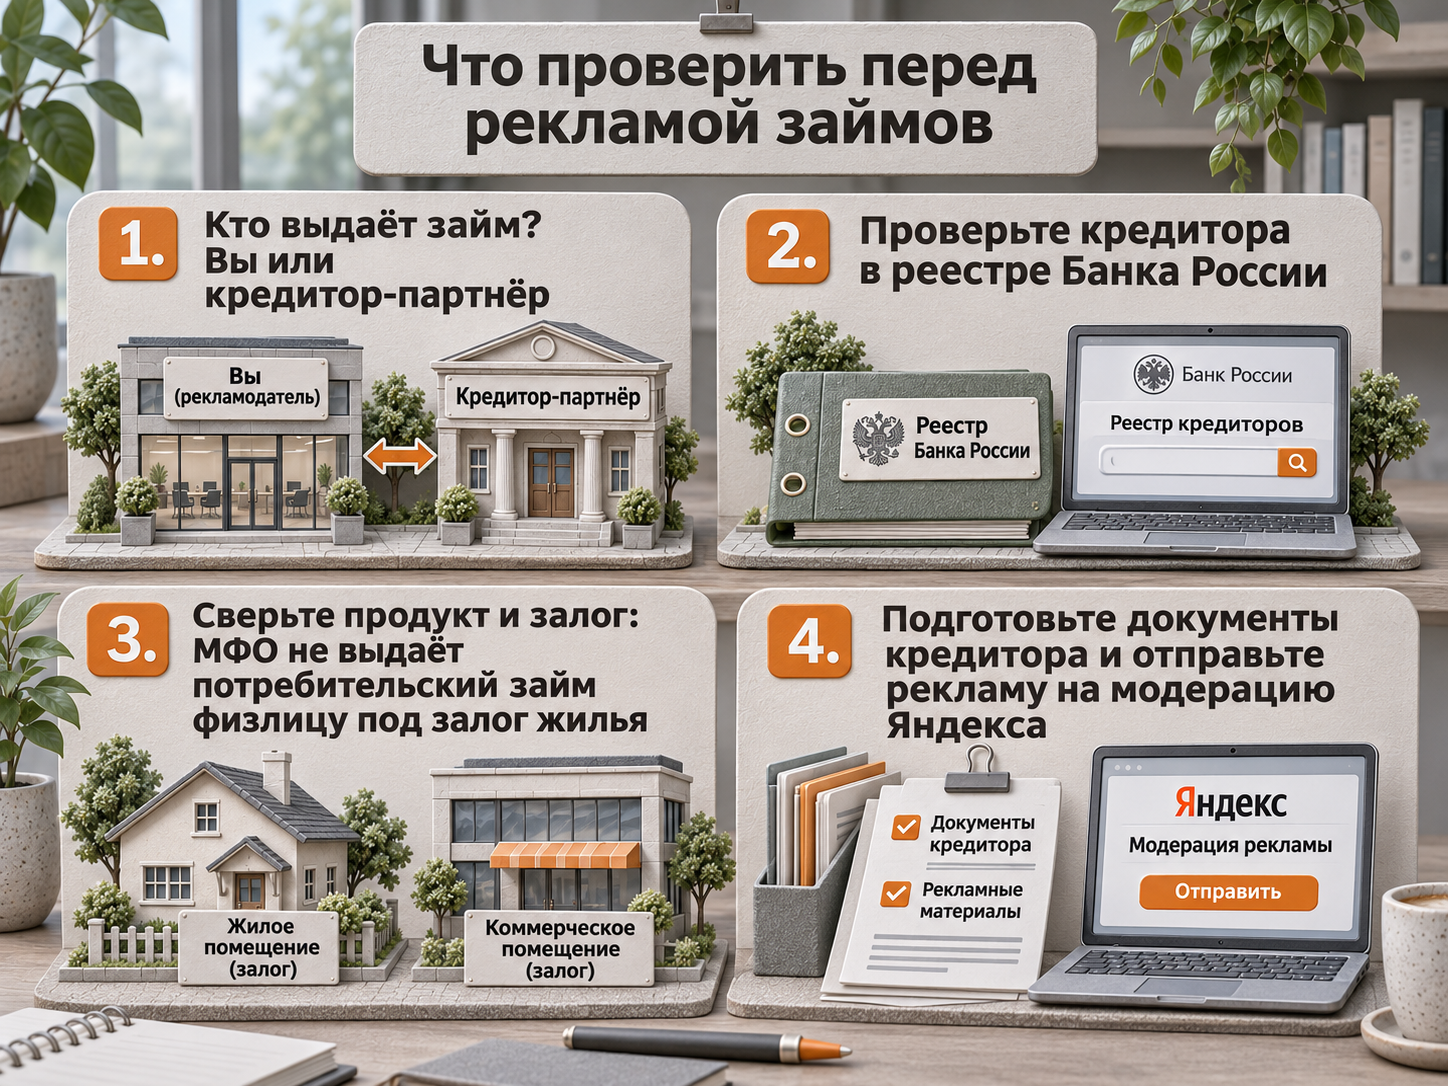 Что проверить перед
рекламой займов
1.
Кто выдаёт займ?
Вы или
кредитор-партнёр
Вы
(рекламодатель)
Кредитор-партнёр
2.
Проверьте кредитора
в реестре Банка России
Реестр
Банка России
Банк России
Реестр кредиторов
3.
Сверьте продукт и залог:
МФО не выдаёт
потребительский займ
физлицу под залог жилья
Жилое
помещение
(залог)
Коммерческое
помещение
(залог)
4.
Подготовьте документы
кредитора и отправьте
рекламу на модерацию
Яндекса
Документы
кредитора
Рекламные
материалы
Яндекс
Модерация рекламы
Отправить